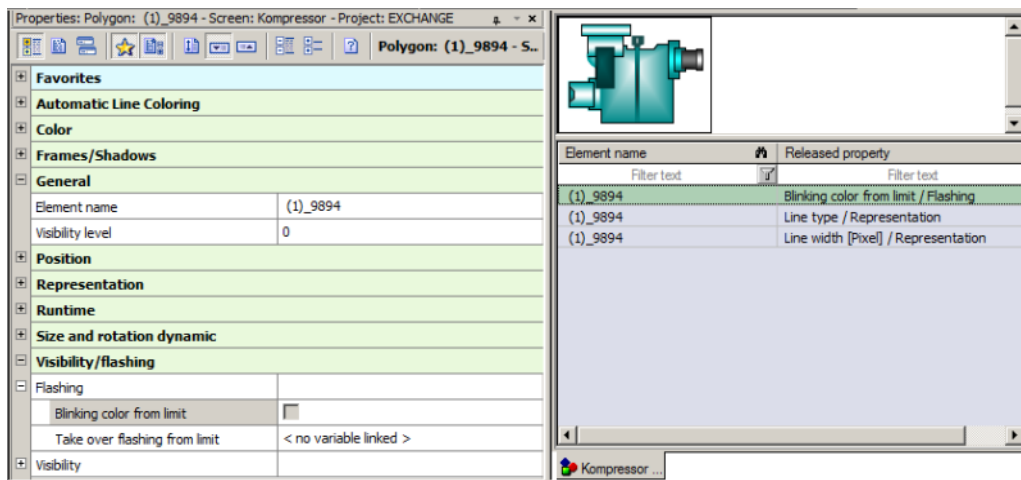 Properties: Polygon: (1)_9894 - Screen: Kompressor - Project: EXCHANGE
Polygon: (1)_9894 - S..
Favorites
Automatic Line Coloring
Color
Frames/Shadows
General
Element name (1)_9894
Visibility level 0
Position
Representation
Runtime
Size and rotation dynamic
Visibility/flashing
Flashing
Blinking color from limit
Take over flashing from limit < no variable linked >
Visibility
Element name Released property
Filter text Filter text
(1)_9894 Blinking color from limit / Flashing
(1)_9894 Line type / Representation
(1)_9894 Line width [Pixel] / Representation
Kompressor ...